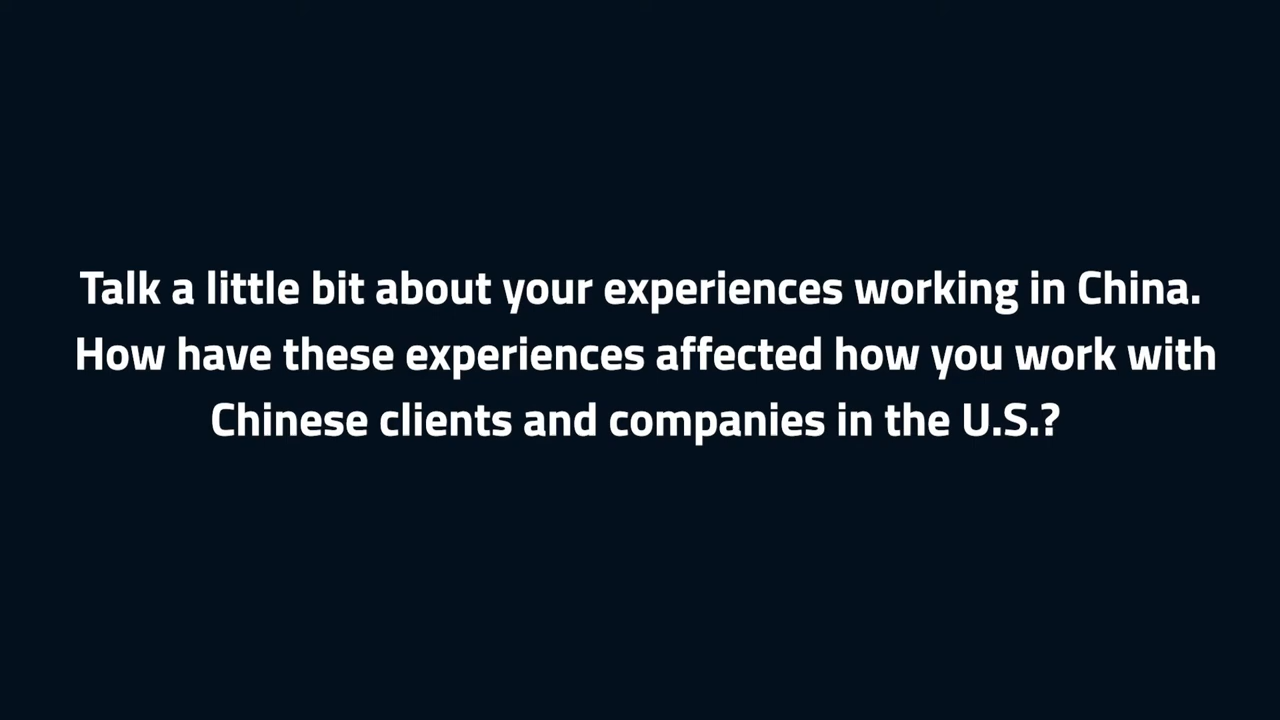 Talk a little bit about your experiences working in China.
How have these experiences affected how you work with
Chinese clients and companies in the U.S.?